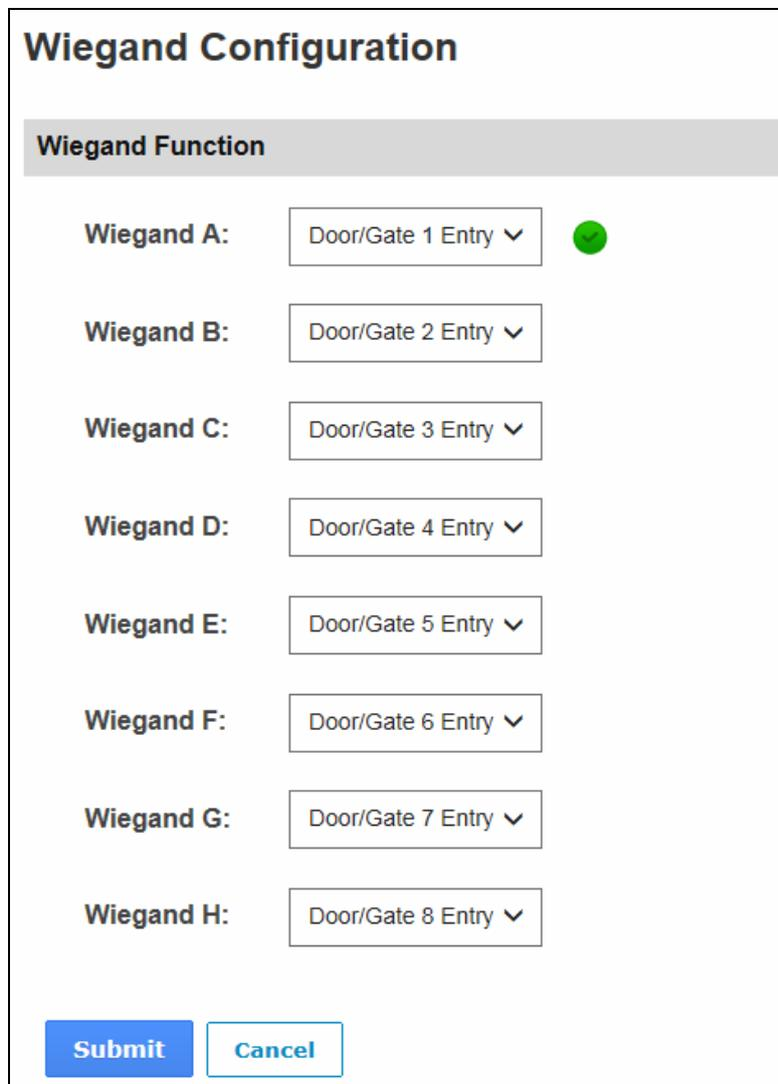 Wiegand Configuration
Wiegand Function
Wiegand A: Door/Gate 1 Entry
Wiegand B: Door/Gate 2 Entry
Wiegand C: Door/Gate 3 Entry
Wiegand D: Door/Gate 4 Entry
Wiegand E: Door/Gate 5 Entry
Wiegand F: Door/Gate 6 Entry
Wiegand G: Door/Gate 7 Entry
Wiegand H: Door/Gate 8 Entry
Submit Cancel